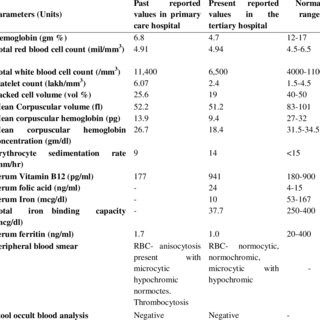 Past reported Present reported Norma
arameters (Units) values in primary values in the range
care hospital tertiary hospital
emoglobin (gm %) 6.8 4.7 12-17
otal red blood cell count (mil/mm³) 4.91 4.94 4.5-6.5
otal white blood cell count (/mm³) 11,400 6,500 4000-110
latelet count (lakh/mm³) 6.07 2.4 1.5-4.5
acked cell volume (vol %) 25.6 19 40-50
ean Corpuscular volume (fl) 52.2 51.2 83-101
ean corpuscular hemoglobin (pg) 13.9 9.4 27-32
ean corpuscular hemoglobin 26.7 18.4 31.5-34.5
oncentration (gm/dl)
rythrocyte sedimentation rate 9 14 <15
mm/hr)
erum Vitamin B12 (pg/ml) 177 941 180-900
erum folic acid (ng/ml) - 24 4-15
erum Iron (mcg/dl) - 10 53-167
otal iron binding capacity - 37.7 250-400
mcg/dl)
erum ferritin (ng/ml) 1.7 1.0 20-400
eripheral blood smear RBC- anisocytosis RBC- normocytic,
present with normochromic,
microcytic microcytic with -
hypochromic hypochromic
normoctes,
Thrombocytosis
tool occult blood analysis Negative Negative -